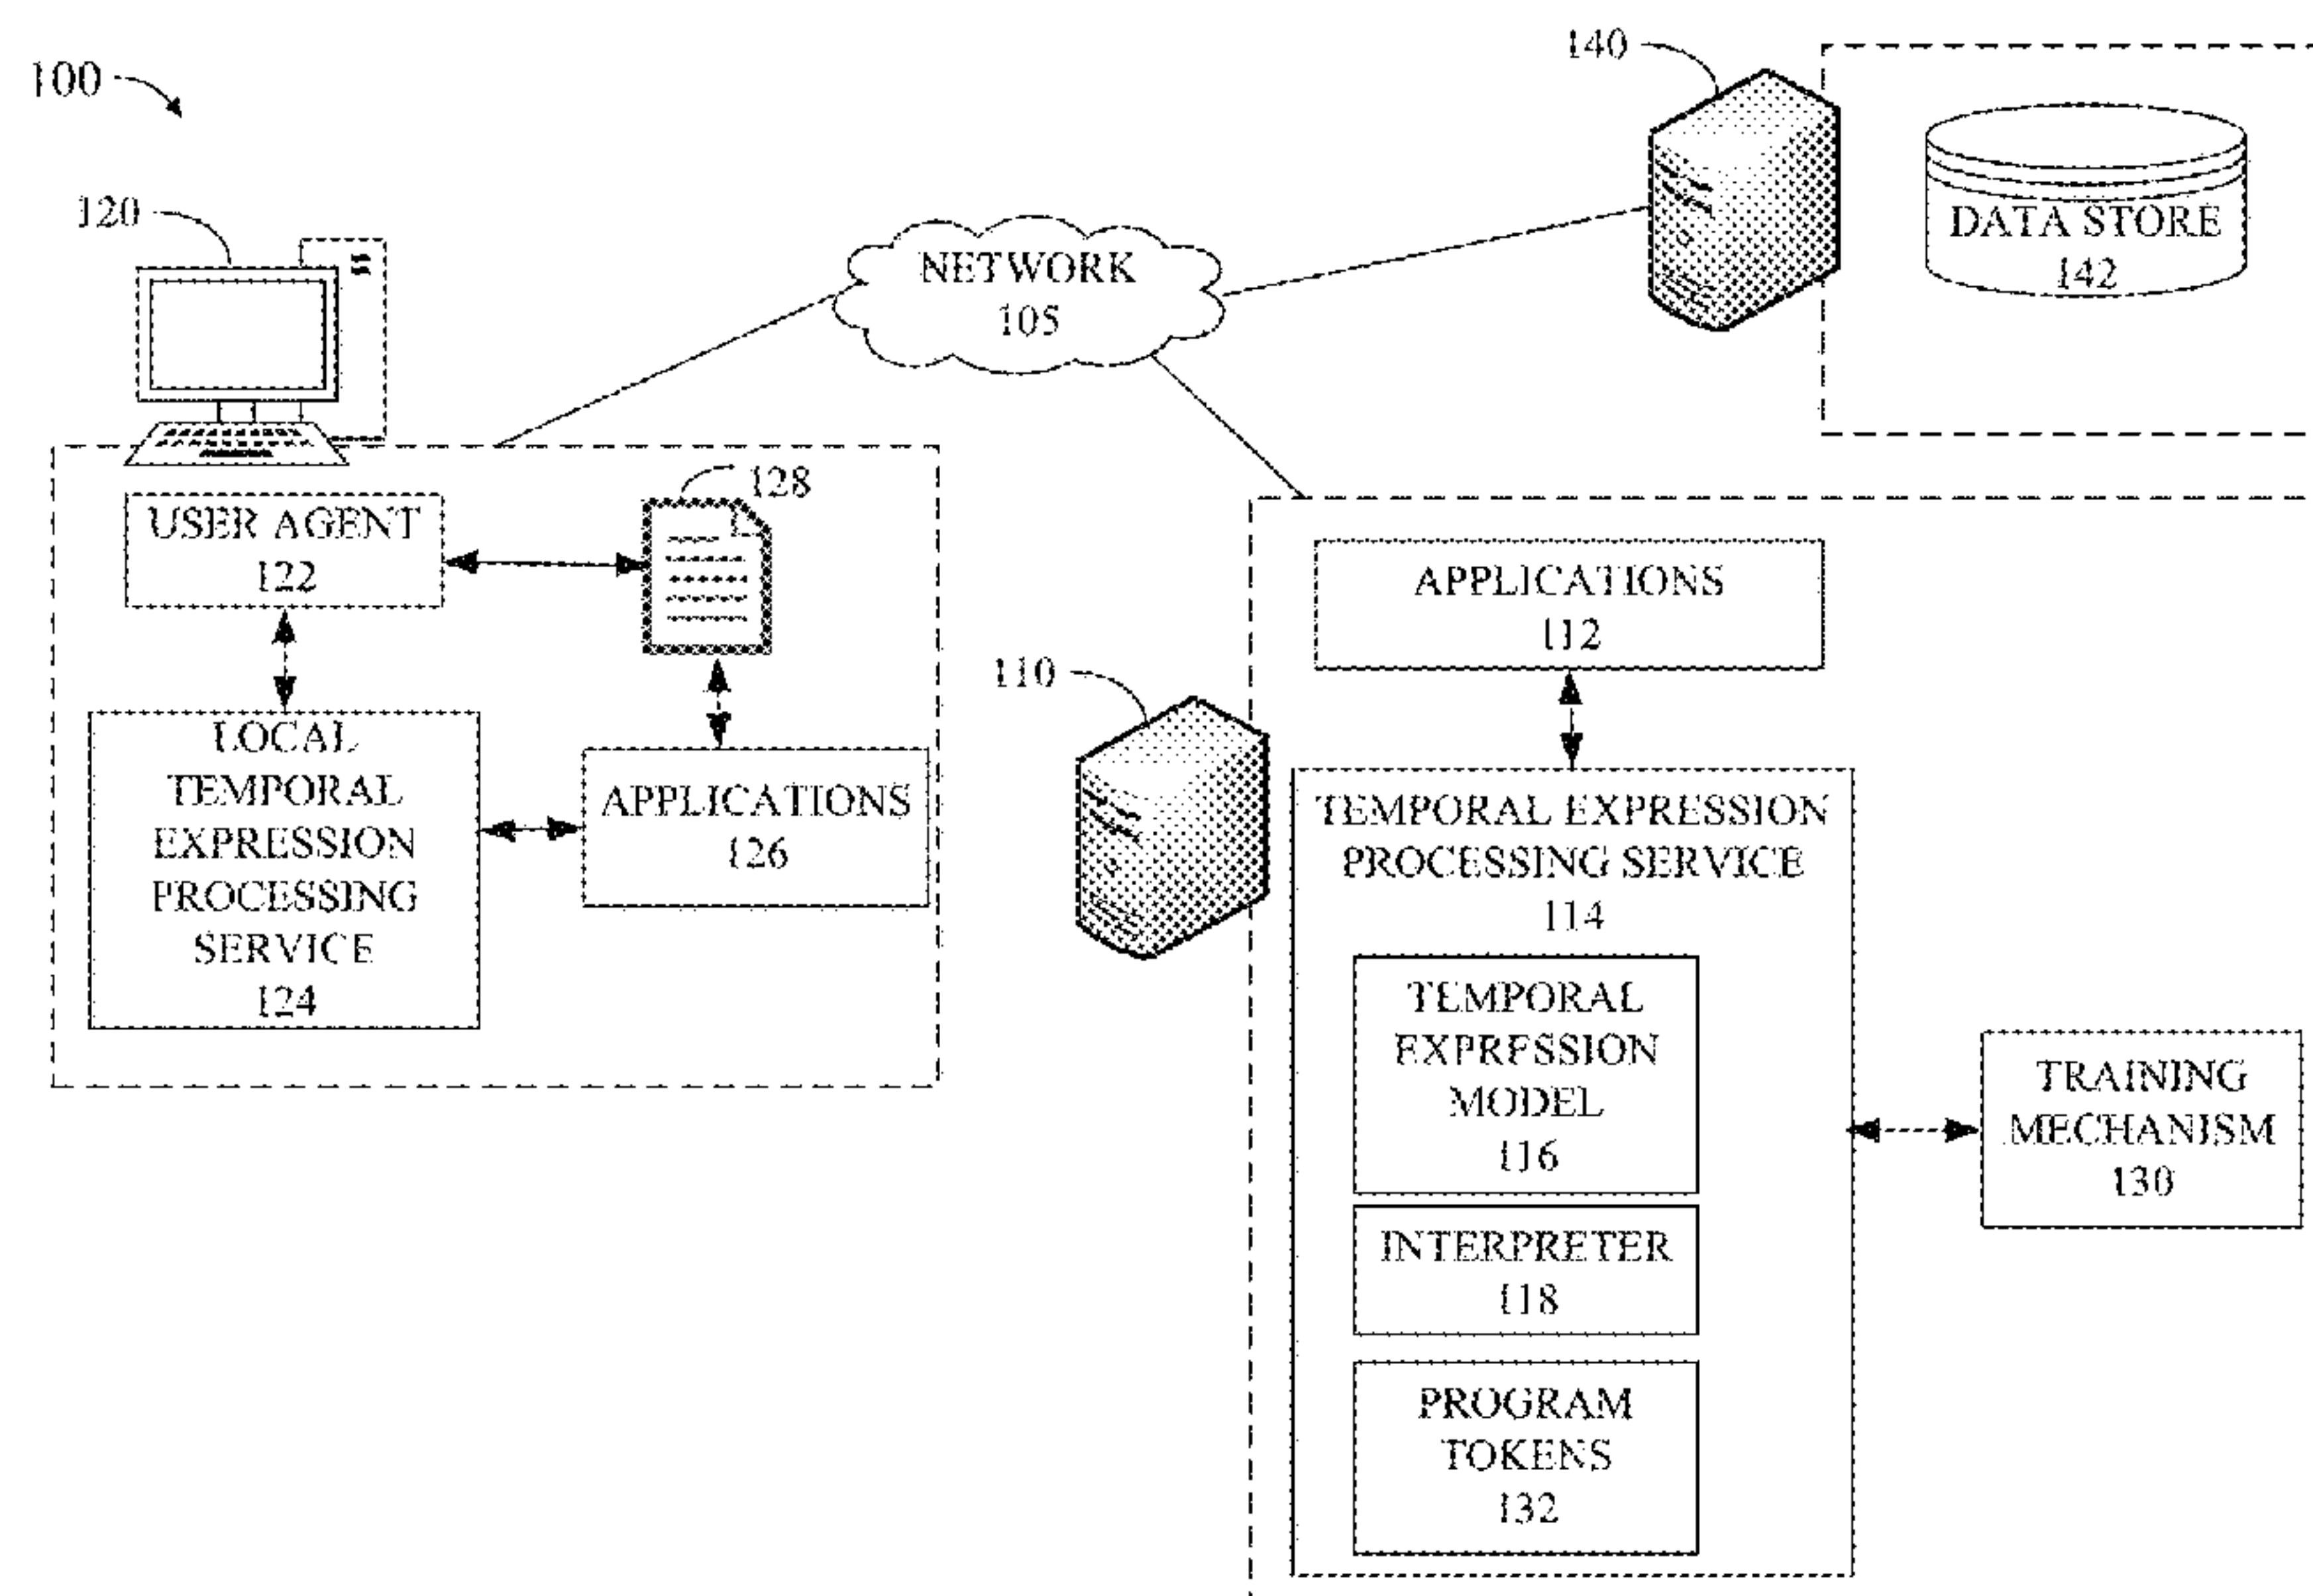 100
140
DATA STORE
142
120
NETWORK
105
128
USER AGENT
122
APPLICATIONS
112
110
LOCAL
TEMPORAL
EXPRESSION
PROCESSING
SERVICE
124
APPLICATIONS
126
TEMPORAL EXPRESSION
PROCESSING SERVICE
114
TEMPORAL
EXPRESSION
MODEL
116
TRAINING
MECHANISM
130
INTERPRETER
118
PROGRAM
TOKENS
132